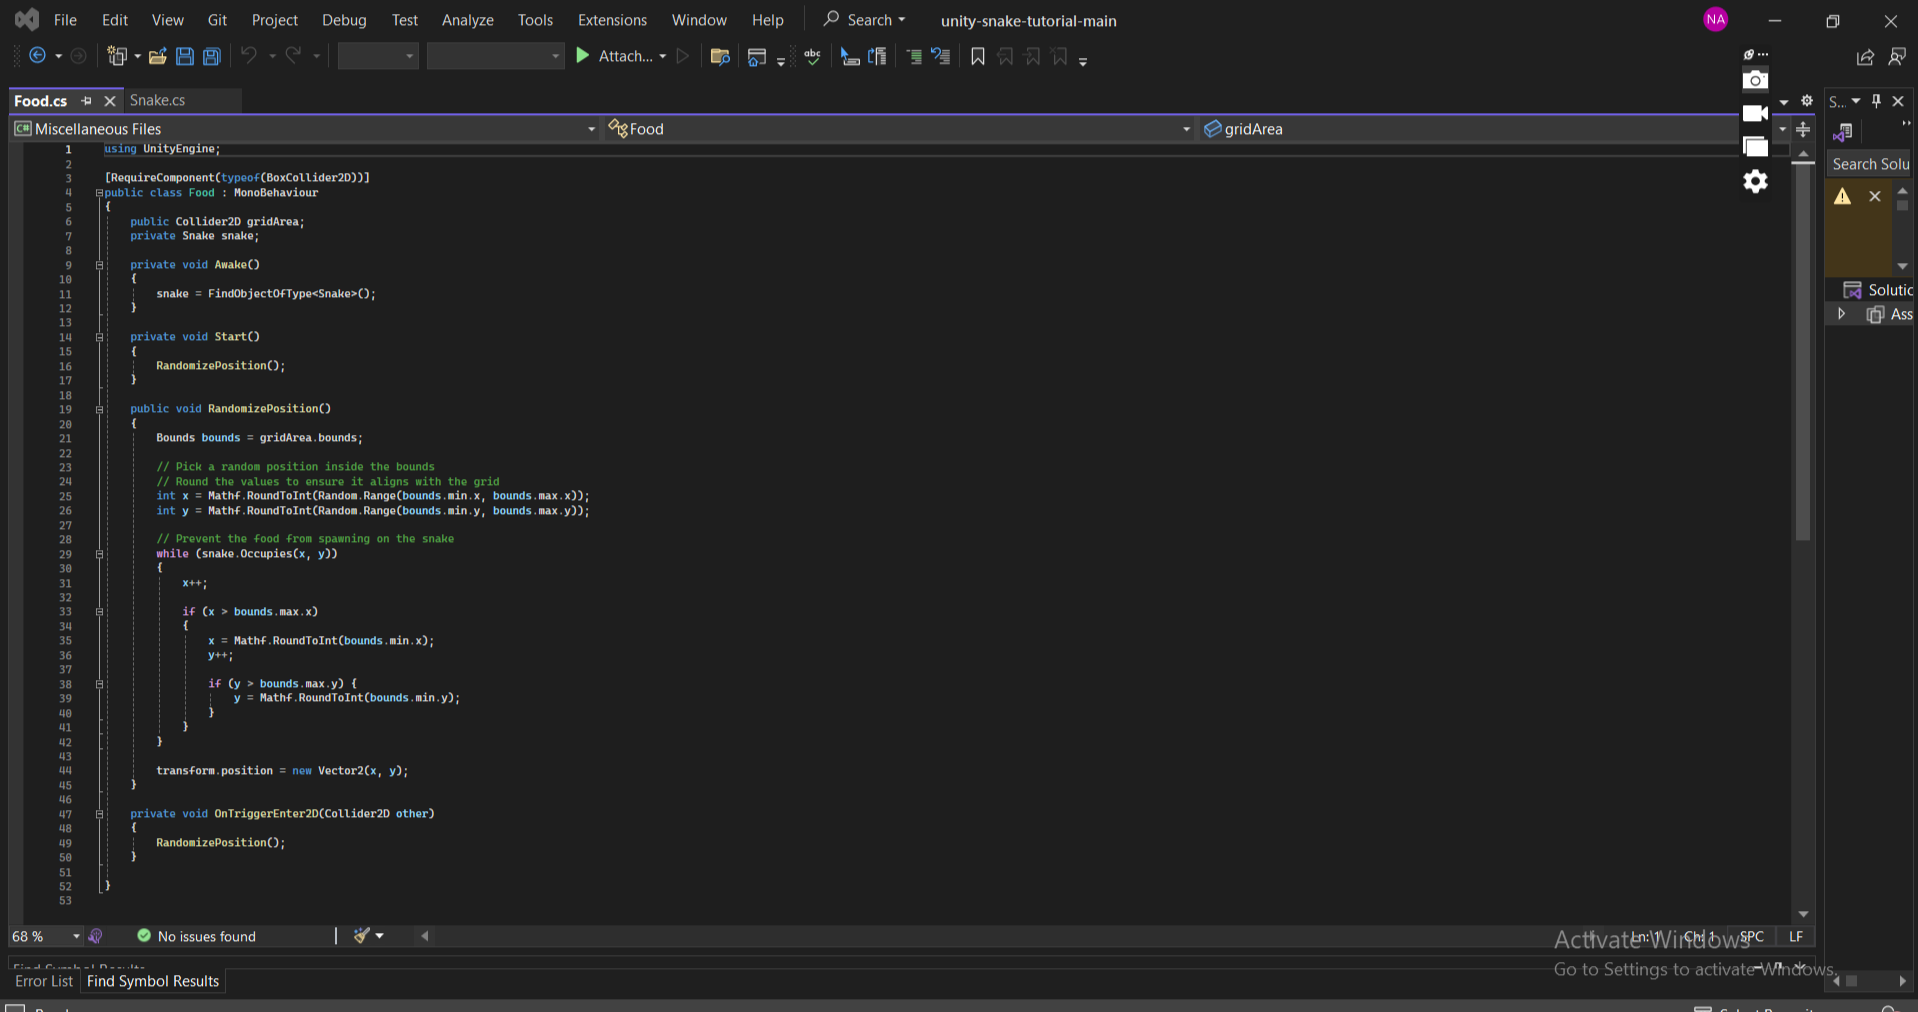 File Edit View Git Project Debug Test Analyze Tools Extensions Window Help Search unity-snake-tutorial-main NA
Attach...
abc
Food.cs Snake.cs S...
C# Miscellaneous Files Food gridArea
Search Solu
Solutio
Ass
1 using UnityEngine;
2
3 [RequireComponent(typeof(BoxCollider2D))]
4 public class Food : MonoBehaviour
5 {
6 public Collider2D gridArea;
7 private Snake snake;
8
9 private void Awake()
10 {
11 snake = FindObjectOfType<Snake>();
12 }
13
14 private void Start()
15 {
16 RandomizePosition();
17 }
18
19 public void RandomizePosition()
20 {
21 Bounds bounds = gridArea.bounds;
22
23 // Pick a random position inside the bounds
24 // Round the values to ensure it aligns with the grid
25 int x = Mathf.RoundToInt(Random.Range(bounds.min.x, bounds.max.x));
26 int y = Mathf.RoundToInt(Random.Range(bounds.min.y, bounds.max.y));
27
28 // Prevent the food from spawning on the snake
29 while (snake.Occupies(x, y))
30 {
31 x++;
32
33 if (x > bounds.max.x)
34 {
35 x = Mathf.RoundToInt(bounds.min.x);
36 y++;
37
38 if (y > bounds.max.y) {
39 y = Mathf.RoundToInt(bounds.min.y);
40 }
41 }
42 }
43
44 transform.position = new Vector2(x, y);
45 }
46
47 private void OnTriggerEnter2D(Collider2D other)
48 {
49 RandomizePosition();
50 }
51
52 }
53
68 % No issues found Ln: 1 Ch: 1 SPC LF
Activate Windows
Go to Settings to activate Windows.
Find Symbol Results
Error List Find Symbol Results